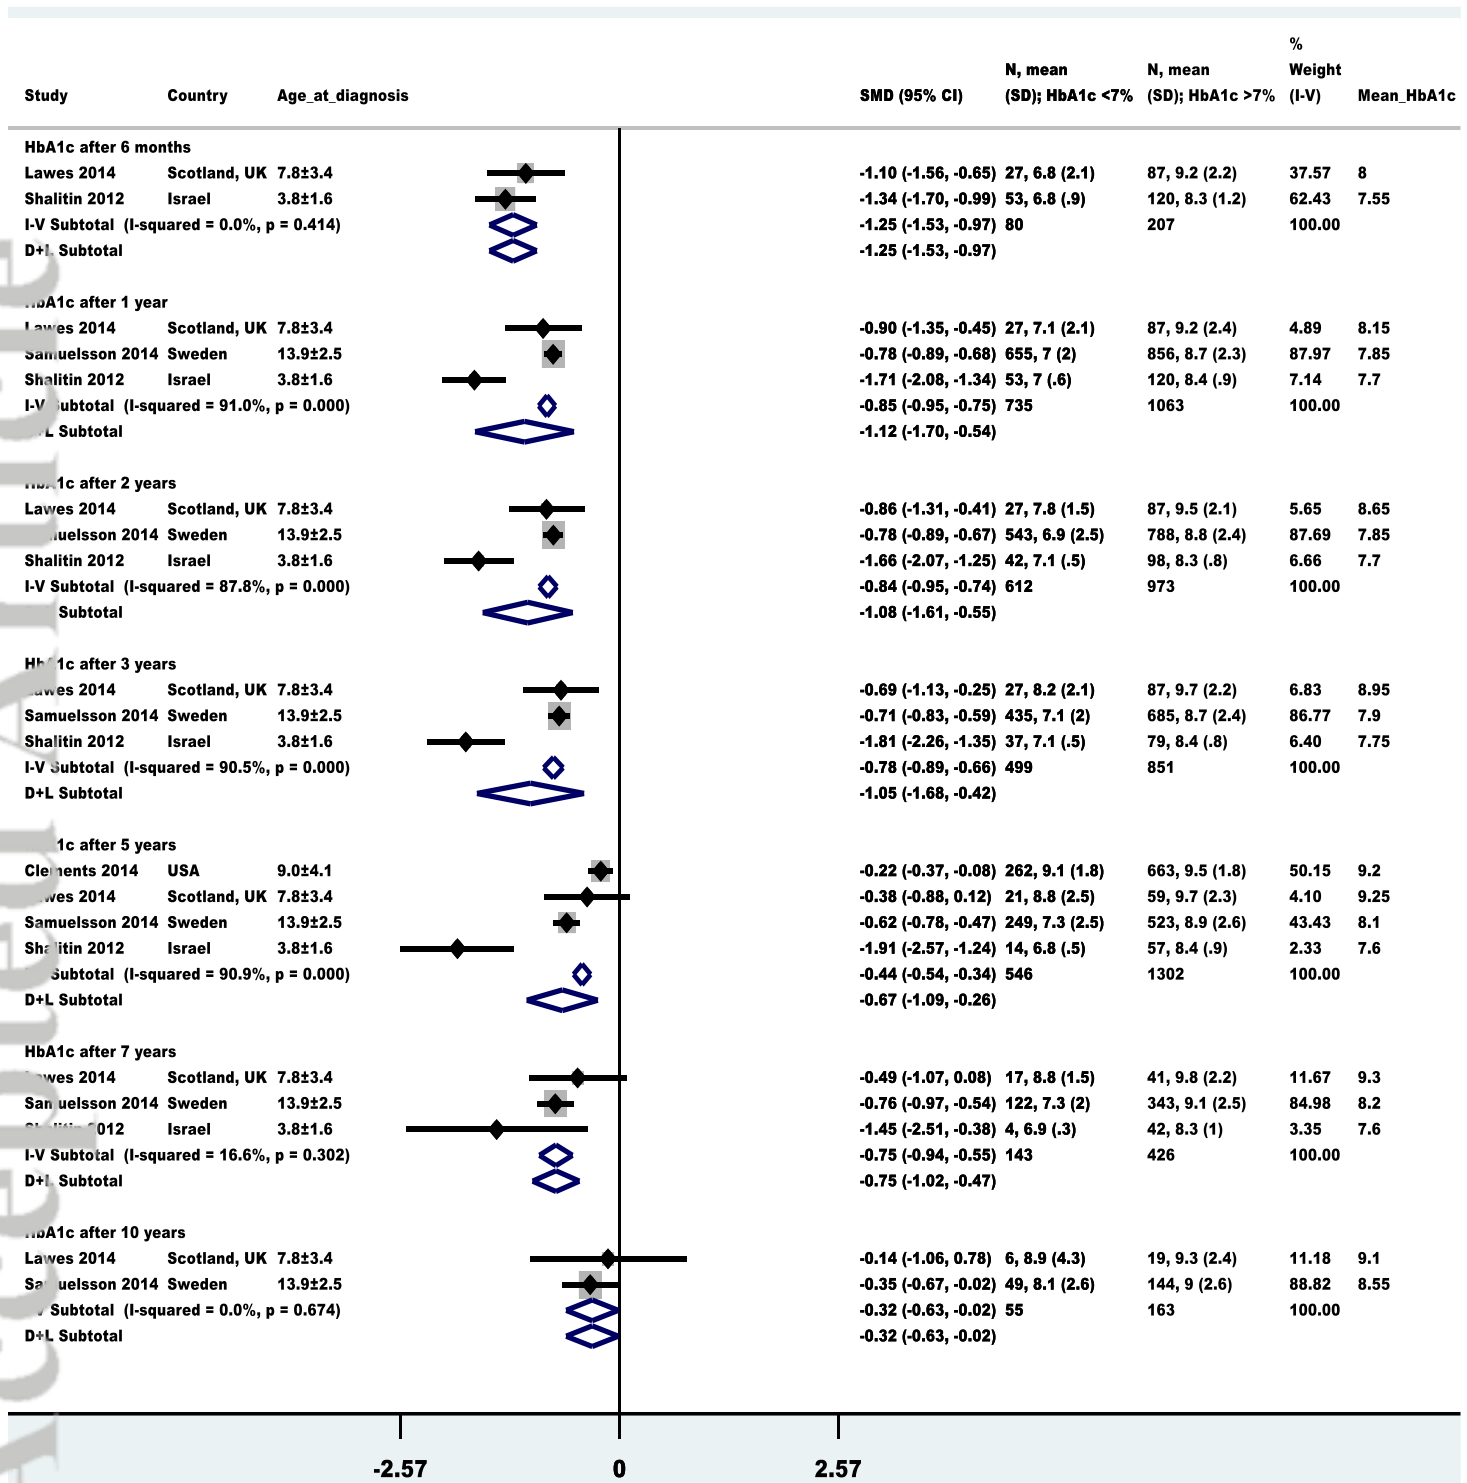 %
N, mean N, mean Weight
Study Country Age_at_diagnosis SMD (95% CI) (SD); HbA1c <7% (SD); HbA1c >7% (I-V) Mean_HbA1c
HbA1c after 6 months
Lawes 2014 Scotland, UK 7.8±3.4 -1.10 (-1.56, -0.65) 27, 6.8 (2.1) 87, 9.2 (2.2) 37.57 8
Shalitin 2012 Israel 3.8±1.6 -1.34 (-1.70, -0.99) 53, 6.8 (.9) 120, 8.3 (1.2) 62.43 7.55
I-V Subtotal (I-squared = 0.0%, p = 0.414) -1.25 (-1.53, -0.97) 80 207 100.00
D+L Subtotal -1.25 (-1.53, -0.97)
HbA1c after 1 year
Lawes 2014 Scotland, UK 7.8±3.4 -0.90 (-1.35, -0.45) 27, 7.1 (2.1) 87, 9.2 (2.4) 4.89 8.15
Samuelsson 2014 Sweden 13.9±2.5 -0.78 (-0.89, -0.68) 655, 7 (2) 856, 8.7 (2.3) 87.97 7.85
Shalitin 2012 Israel 3.8±1.6 -1.71 (-2.08, -1.34) 53, 7 (.6) 120, 8.4 (.9) 7.14 7.7
I-V Subtotal (I-squared = 91.0%, p = 0.000) -0.85 (-0.95, -0.75) 735 1063 100.00
D+L Subtotal -1.12 (-1.70, -0.54)
HbA1c after 2 years
Lawes 2014 Scotland, UK 7.8±3.4 -0.86 (-1.31, -0.41) 27, 7.8 (1.5) 87, 9.5 (2.1) 5.65 8.65
Samuelsson 2014 Sweden 13.9±2.5 -0.78 (-0.89, -0.67) 543, 6.9 (2.5) 788, 8.8 (2.4) 87.69 7.85
Shalitin 2012 Israel 3.8±1.6 -1.66 (-2.07, -1.25) 42, 7.1 (.5) 98, 8.3 (.8) 6.66 7.7
I-V Subtotal (I-squared = 87.8%, p = 0.000) -0.84 (-0.95, -0.74) 612 973 100.00
Subtotal -1.08 (-1.61, -0.55)
HbA1c after 3 years
Lawes 2014 Scotland, UK 7.8±3.4 -0.69 (-1.13, -0.25) 27, 8.2 (2.1) 87, 9.7 (2.2) 6.83 8.95
Samuelsson 2014 Sweden 13.9±2.5 -0.71 (-0.83, -0.59) 435, 7.1 (2) 685, 8.7 (2.4) 86.77 7.9
Shalitin 2012 Israel 3.8±1.6 -1.81 (-2.26, -1.35) 37, 7.1 (.5) 79, 8.4 (.8) 6.40 7.75
I-V Subtotal (I-squared = 90.5%, p = 0.000) -0.78 (-0.89, -0.66) 499 851 100.00
D+L Subtotal -1.05 (-1.68, -0.42)
HbA1c after 5 years
Clements 2014 USA 9.0±4.1 -0.22 (-0.37, -0.08) 262, 9.1 (1.8) 663, 9.5 (1.8) 50.15 9.2
Lawes 2014 Scotland, UK 7.8±3.4 -0.38 (-0.88, 0.12) 21, 8.8 (2.5) 59, 9.7 (2.3) 4.10 9.25
Samuelsson 2014 Sweden 13.9±2.5 -0.62 (-0.78, -0.47) 249, 7.3 (2.5) 523, 8.9 (2.6) 43.43 8.1
Shalitin 2012 Israel 3.8±1.6 -1.91 (-2.57, -1.24) 14, 6.8 (.5) 57, 8.4 (.9) 2.33 7.6
Subtotal (I-squared = 90.9%, p = 0.000) -0.44 (-0.54, -0.34) 546 1302 100.00
D+L Subtotal -0.67 (-1.09, -0.26)
HbA1c after 7 years
Lawes 2014 Scotland, UK 7.8±3.4 -0.49 (-1.07, 0.08) 17, 8.8 (1.5) 41, 9.8 (2.2) 11.67 9.3
Samuelsson 2014 Sweden 13.9±2.5 -0.76 (-0.97, -0.54) 122, 7.3 (2) 343, 9.1 (2.5) 84.98 8.2
Shalitin 2012 Israel 3.8±1.6 -1.45 (-2.51, -0.38) 4, 6.9 (.3) 42, 8.3 (1) 3.35 7.6
I-V Subtotal (I-squared = 16.6%, p = 0.302) -0.75 (-0.94, -0.55) 143 426 100.00
D+L Subtotal -0.75 (-1.02, -0.47)
HbA1c after 10 years
Lawes 2014 Scotland, UK 7.8±3.4 -0.14 (-1.06, 0.78) 6, 8.9 (4.3) 19, 9.3 (2.4) 11.18 9.1
Samuelsson 2014 Sweden 13.9±2.5 -0.35 (-0.67, -0.02) 49, 8.1 (2.6) 144, 9 (2.6) 88.82 8.55
Subtotal (I-squared = 0.0%, p = 0.674) -0.32 (-0.63, -0.02) 55 163 100.00
D+L Subtotal -0.32 (-0.63, -0.02)
-2.57 0 2.57
Accepted Article